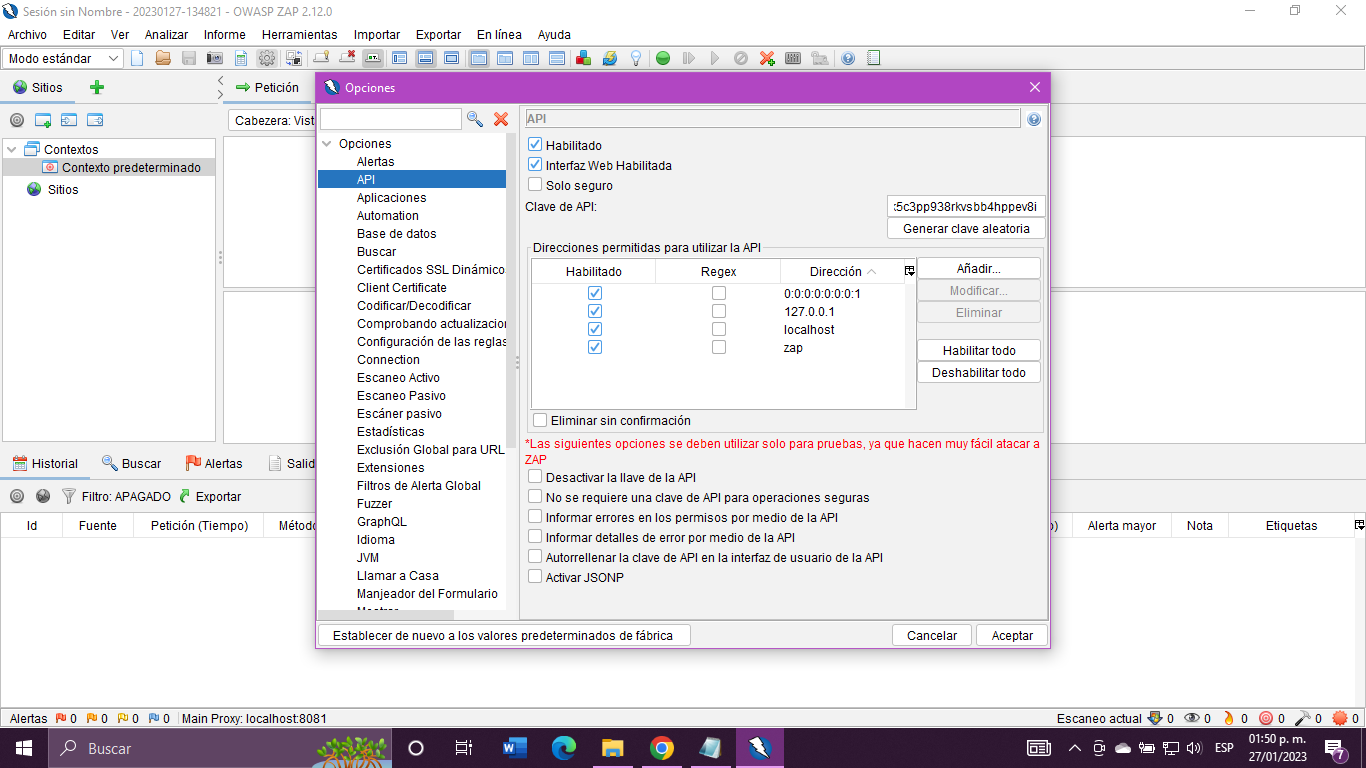 Sesión sin Nombre - 20230127-134821 - OWASP ZAP 2.12.0
Archivo Editar Ver Analizar Informe Herramientas Importar Exportar En línea Ayuda
Modo estándar
Sitios
Petición
Cabezera: Vist
Contextos
Contexto predeterminado
Sitios
Opciones
Opciones
Alertas
API
Aplicaciones
Automation
Base de datos
Buscar
Certificados SSL Dinámico
Client Certificate
Codificar/Decodificar
Comprobando actualizacior
Configuración de las reglas
Connection
Escaneo Activo
Escaneo Pasivo
Escáner pasivo
Estadísticas
Exclusión Global para URL
Extensiones
Filtros de Alerta Global
Fuzzer
GraphQL
Idioma
JVM
Llamar a Casa
Manjeador del Formulario
Mostrar
API
Habilitado
Interfaz Web Habilitada
Solo seguro
Clave de API:
5c3pp938rkvsbb4hppev8i
Generar clave aleatoria
Direcciones permitidas para utilizar la API
Habilitado Regex Dirección
0:0:0:0:0:0:0:1
127.0.0.1
localhost
zap
Añadir...
Modificar...
Eliminar
Habilitar todo
Deshabilitar todo
Eliminar sin confirmación
*Las siguientes opciones se deben utilizar solo para pruebas, ya que hacen muy fácil atacar a
ZAP
Desactivar la llave de la API
No se requiere una clave de API para operaciones seguras
Informar errores en los permisos por medio de la API
Informar detalles de error por medio de la API
Autorrellenar la clave de API en la interfaz de usuario de la API
Activar JSONP
Establecer de nuevo a los valores predeterminados de fábrica
Cancelar
Aceptar
Historial Buscar Alertas Salid
Filtro: APAGADO Exportar
Id Fuente Petición (Tiempo) Método o) Alerta mayor Nota Etiquetas
Alertas 0 0 0 0 Main Proxy: localhost:8081 Escaneo actual 0 0 0 0 0 0 0
Buscar
ESP
01:50 p. m.
27/01/2023
7